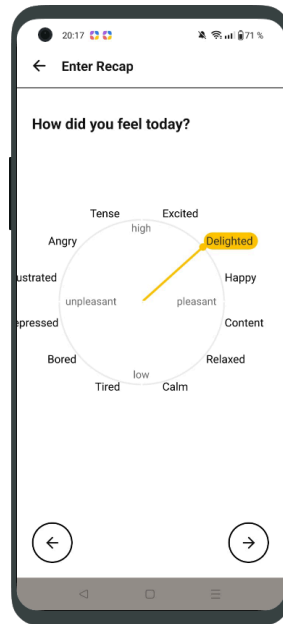 20:17 71 %
Enter Recap
How did you feel today?
Tense Excited
high
Angry Delighted
ustrated Happy
unpleasant pleasant
epressed Content
Bored Relaxed
low
Tired Calm